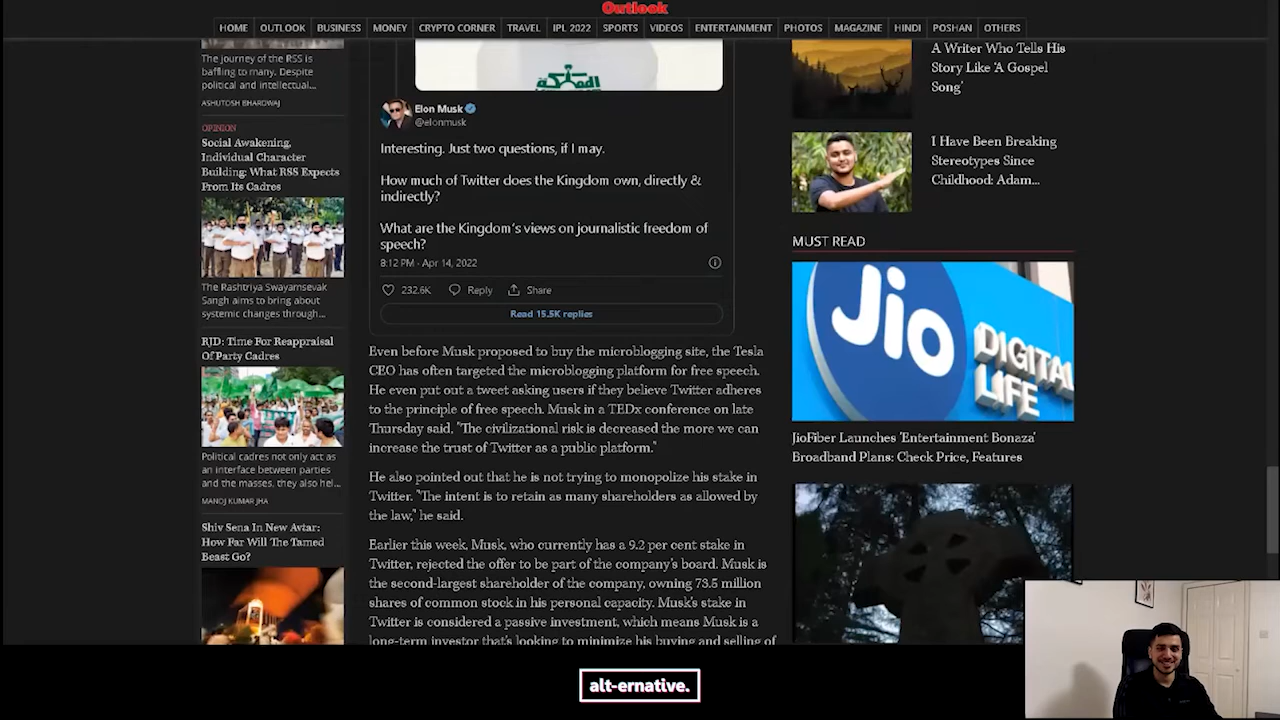 Outlook
HOME OUTLOOK BUSINESS MONEY CRYPTO CORNER TRAVEL IPL 2022 SPORTS VIDEOS ENTERTAINMENT PHOTOS MAGAZINE HINDI POSHAN OTHERS
The journey of the RSS is
baffling to many. Despite
political and intellectual...
ASHUTOSH BHARDWAJ
OPINION
Social Awakening,
Individual Character
Building: What RSS Expects
From Its Cadres
The Rashtriya Swayamsevak
Sangh aims to bring about
systemic changes through...
RJD: Time For Reappraisal
Of Party Cadres
Political cadres not only act as
an interface between parties
and the masses, they also hel...
MANOJ KUMAR JHA
Shiv Sena In New Avtar:
How Far Will The Tamed
Beast Go?
Elon Musk
@elonmusk
Interesting. Just two questions, if I may.
How much of Twitter does the Kingdom own, directly &
indirectly?
What are the Kingdom's views on journalistic freedom of
speech?
8:12 PM · Apr 14, 2022
232.6K Reply Share
Read 15.5K replies
Even before Musk proposed to buy the microblogging site, the Tesla
CEO has often targeted the microblogging platform for free speech.
He even put out a tweet asking users if they believe Twitter adheres
to the principle of free speech. Musk in a TEDx conference on late
Thursday said, "The civilizational risk is decreased the more we can
increase the trust of Twitter as a public platform."
He also pointed out that he is not trying to monopolize his stake in
Twitter. "The intent is to retain as many shareholders as allowed by
the law," he said.
Earlier this week, Musk, who currently has a 9.2 per cent stake in
Twitter, rejected the offer to be part of the company's board. Musk is
the second-largest shareholder of the company, owning 73.5 million
shares of common stock in his personal capacity. Musk's stake in
Twitter is considered a passive investment, which means Musk is a
long-term investor that's looking to minimize his buying and selling of
A Writer Who Tells His
Story Like 'A Gospel
Song'
I Have Been Breaking
Stereotypes Since
Childhood: Adam...
MUST READ
Jio
DIGITAL
LIFE
JioFiber Launches 'Entertainment Bonaza'
Broadband Plans: Check Price, Features
alt-ernative.